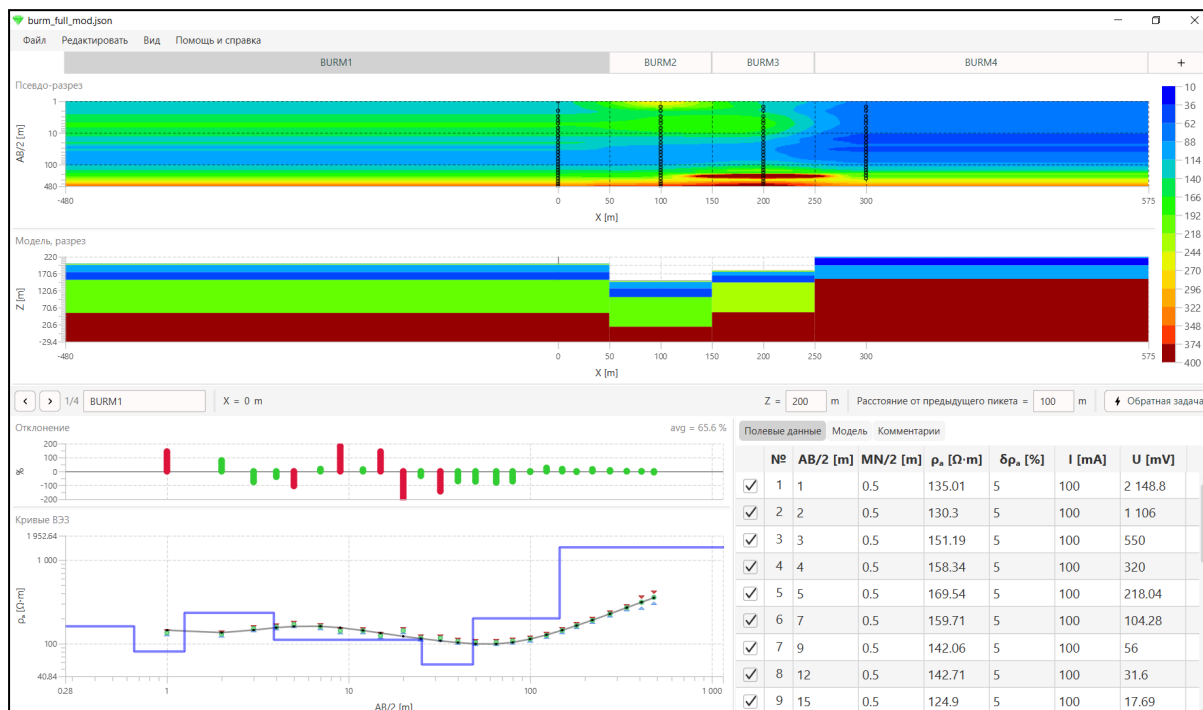 burm_full_mod.json
Файл Редактировать Вид Помощь и справка
BURM1 BURM2 BURM3 BURM4 +
Псевдо-разрез
AB/2 [m]
1
10
100
480
-480 0 50 100 150 200 250 300 575
X [m]
10
36
62
88
114
140
166
192
218
244
270
296
322
348
374
400
Модель, разрез
Z [m]
220
170.6
120.6
70.6
20.6
-29.4
-480 0 50 100 150 200 250 300 575
X [m]
1/4 BURM1 X = 0 m Z = 200 m Расстояние от предыдущего пикета = 100 m Обратная задача
Отклонение avg = 65.6 %
%
200
100
0
-100
-200
Кривые ВЭЗ
ρₐ [Ω·m]
1 952.64
1 000
100
40.84
0.28 1 10 100 1 000
AB/2 [m]
Полевые данные Модель Комментарии
№ AB/2 [m] MN/2 [m] ρₐ [Ω·m] δρₐ [%] I [mA] U [mV]
1 1 0.5 135.01 5 100 2 148.8
2 2 0.5 130.3 5 100 1 106
3 3 0.5 151.19 5 100 550
4 4 0.5 158.34 5 100 320
5 5 0.5 169.54 5 100 218.04
6 7 0.5 159.71 5 100 104.28
7 9 0.5 142.06 5 100 56
8 12 0.5 142.71 5 100 31.6
9 15 0.5 124.9 5 100 17.69